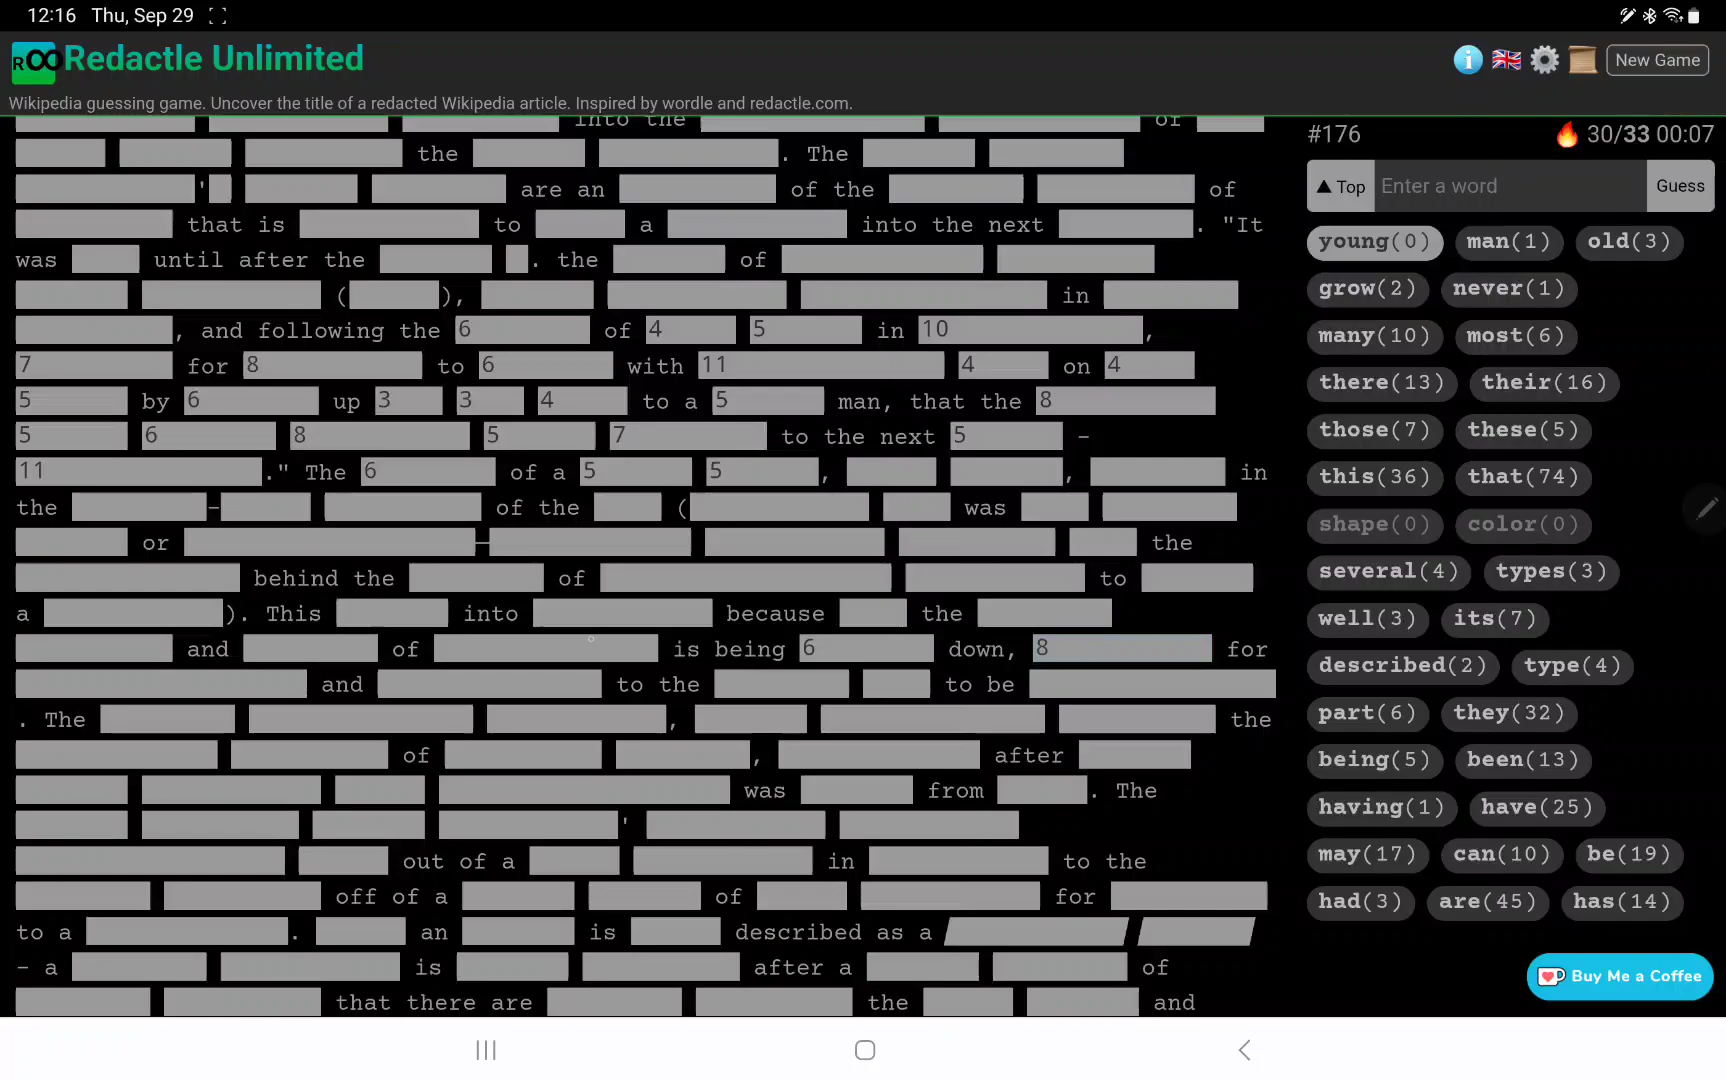 12:16 Thu, Sep 29
R∞ Redactle Unlimited
New Game
Wikipedia guessing game. Uncover the title of a redacted Wikipedia article. Inspired by wordle and redactle.com.
into the of
the . The
' are an of the of
that is to a into the next . "It
was until after the . the of
( ), in
, and following the 6 of 4 5 in 10 ,
7 for 8 to 6 with 11 4 on 4
5 by 6 up 3 3 4 to a 5 man, that the 8
5 6 8 5 7 to the next 5 -
11 ." The 6 of a 5 5 , , in
the - of the ( was
or - the
behind the of to
a ). This into because the
and of is being 6 down, 8 for
and to the to be
. The , the
of , after
was from . The
'
out of a in to the
off of a of for
to a . an is described as a
- a is after a of
that there are the and
#176 🔥 30/33 00:07
▲ Top Enter a word Guess
young(0) man(1) old(3)
grow(2) never(1)
many(10) most(6)
there(13) their(16)
those(7) these(5)
this(36) that(74)
shape(0) color(0)
several(4) types(3)
well(3) its(7)
described(2) type(4)
part(6) they(32)
being(5) been(13)
having(1) have(25)
may(17) can(10) be(19)
had(3) are(45) has(14)
Buy Me a Coffee